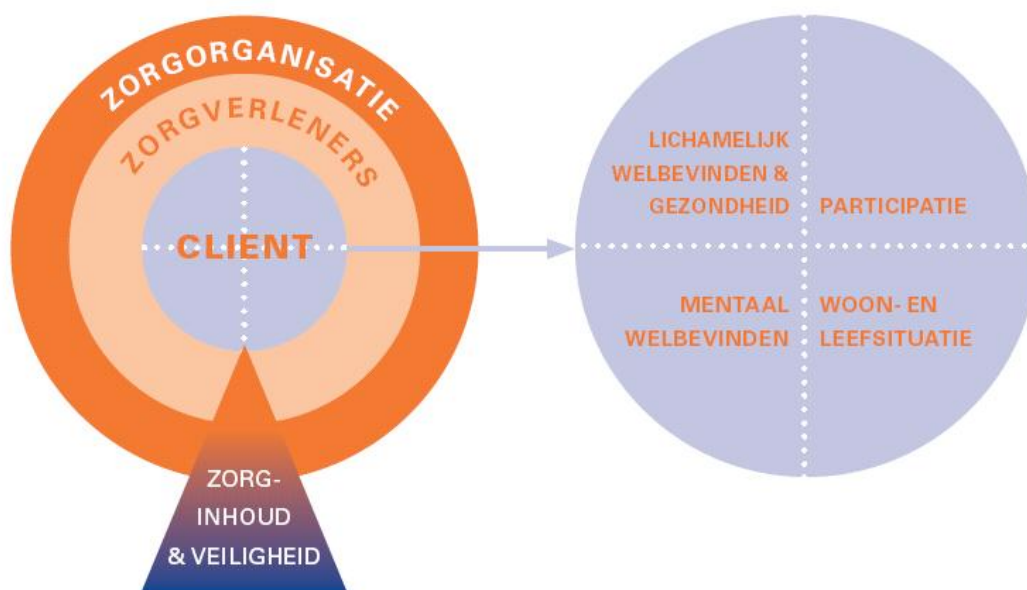 ZORGORGANISATIE
ZORGVERLENERS
CLIENT
ZORG-
INHOUD
& VEILIGHEID
LICHAMELIJK
WELBEVINDEN &
GEZONDHEID
PARTICIPATIE
MENTAAL
WELBEVINDEN
WOON- EN
LEEFSITUATIE